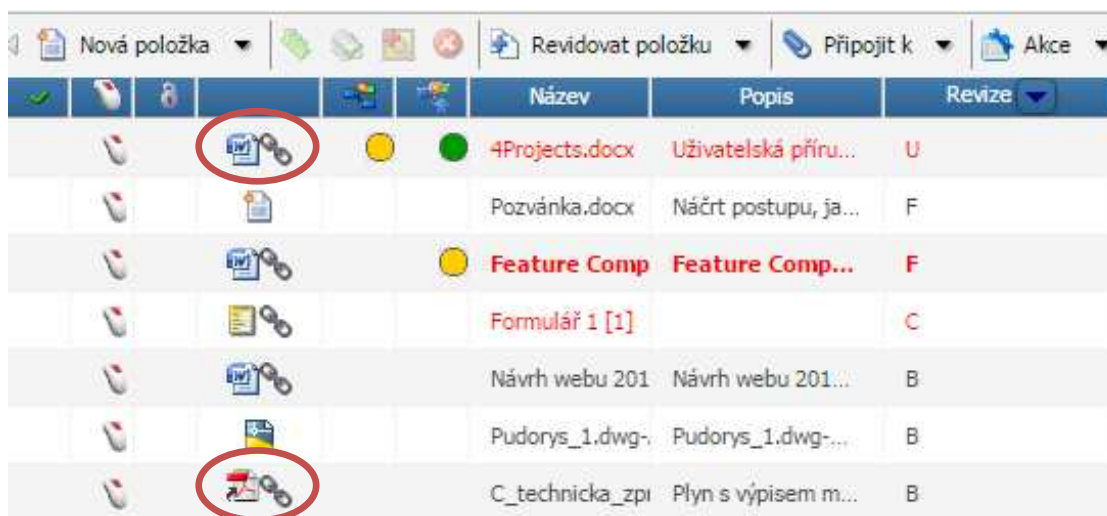 Nová položka Revidovat položku Připojit k Akce
Název Popis Revize
4Projects.docx Uživatelská příru... U
Pozvánka.docx Náčrt postupu, ja... F
Feature Comp Feature Comp... F
Formulář 1 [1] C
Návrh webu 201 Návrh webu 201... B
Pudorys_1.dwg-. Pudorys_1.dwg-... B
C_technicka_zpr Plyn s výpisem m... B